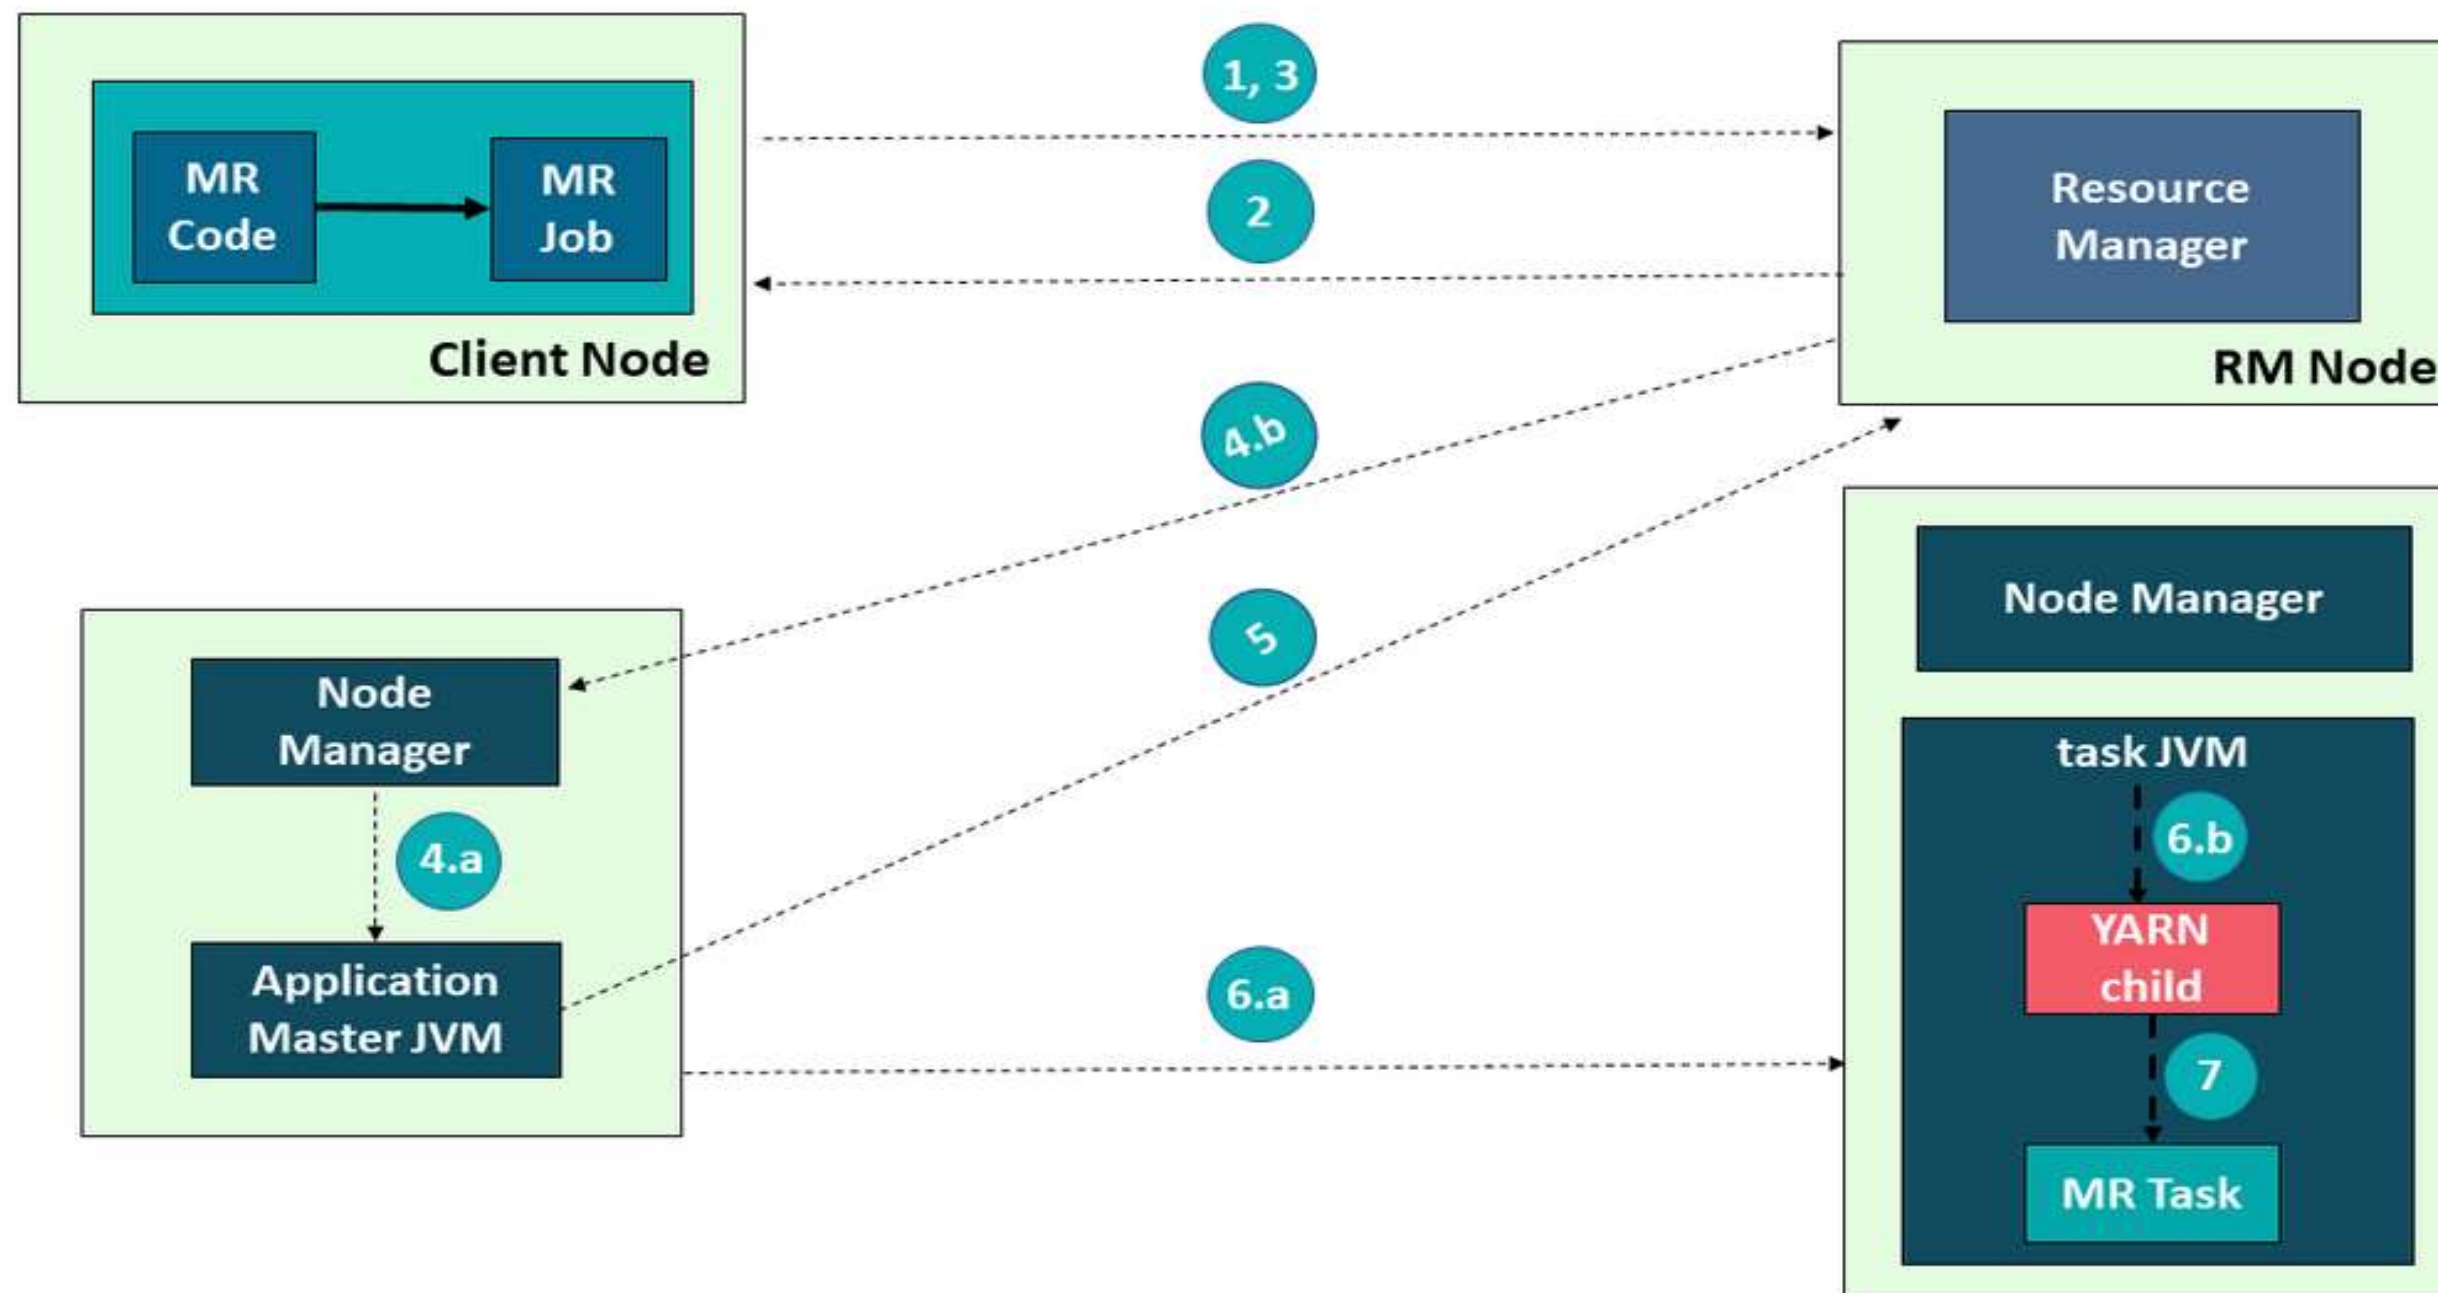 MR
Code
MR
Job
Client Node
1, 3
2
Resource
Manager
RM Node
4.b
5
Node
Manager
4.a
Application
Master JVM
6.a
Node Manager
task JVM
6.b
YARN
child
7
MR Task